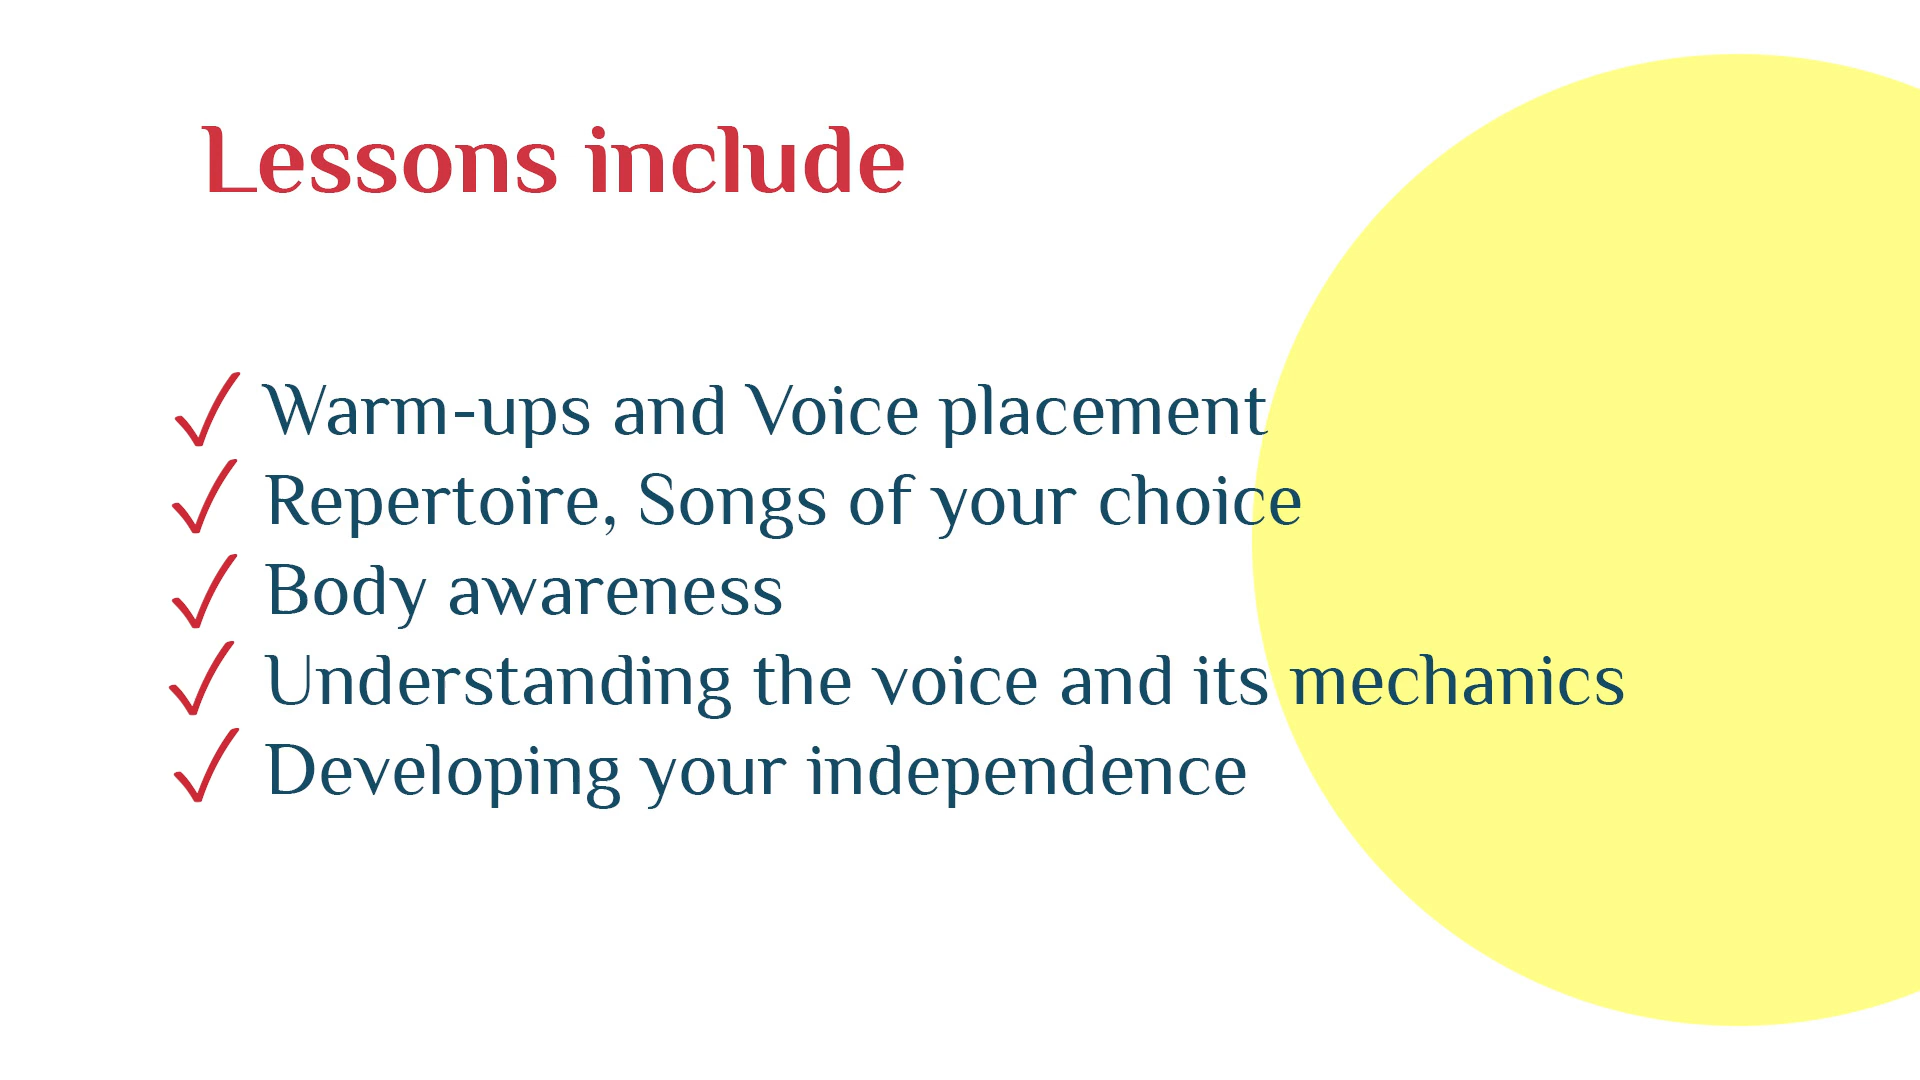 Lessons include
✓ Warm-ups and Voice placement
✓ Repertoire, Songs of your choice
✓ Body awareness
✓ Understanding the voice and its mechanics
✓ Developing your independence